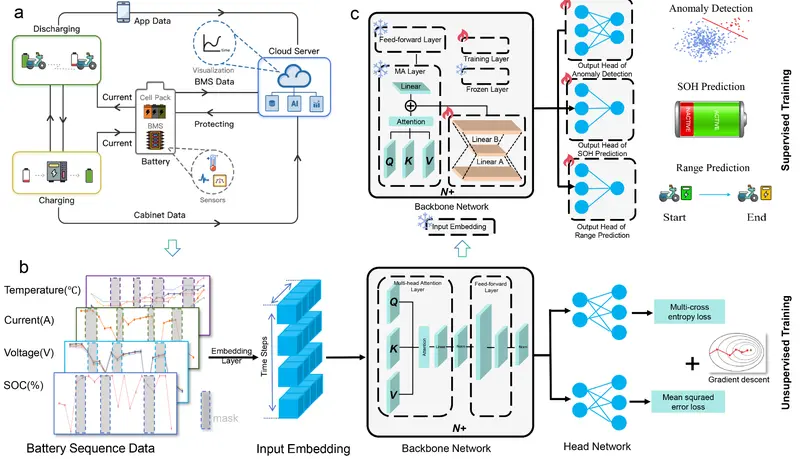 a
App Data
Discharging
Visualization
time
Cloud Server
AI
BMS Data
Current
Cell Pack
BMS
Battery
Protecting
Current
Charging
Sensors
Cabinet Data
c
Feed-forward Layer
MA Layer
Linear
Attention
Q
K
V
Training Layer
Frozen Layer
Linear B
Linear A
N+
Backbone Network
Input Embedding
Output Head of
Anomaly Detection
Output Head of
SOH Prediction
Output Head of
Range Prediction
Anomaly Detection
SOH Prediction
INACTIVE
ACTIVE
Range Prediction
Start
End
Supervised Training
b
Temperature(℃)
Current(A)
Voltage(V)
SOC(%)
mask
Battery Sequence Data
Embedding
Layer
Time Steps
Input Embedding
Multi-head Attention
Layer
Q
K
V
Attention
Linear
Feed-forward
Layer
N+
Backbone Network
Head Network
Multi-cross
entropy loss
Mean squraed
error loss
+
Gradient descent
Unsupervised Training